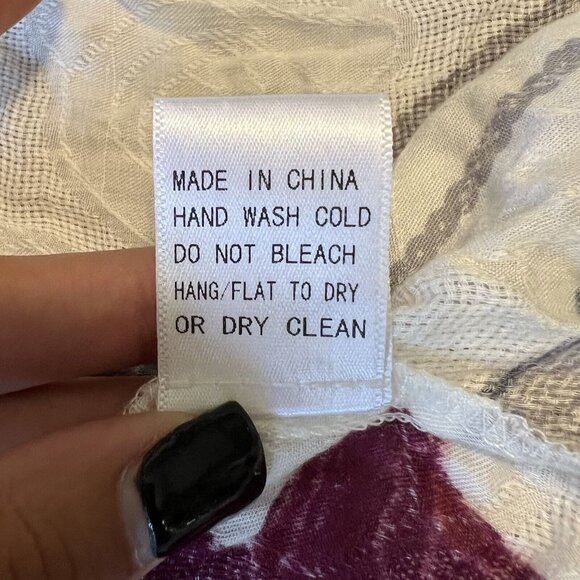 MADE IN CHINA
HAND WASH COLD
DO NOT BLEACH
HANG/FLAT TO DRY
OR DRY CLEAN